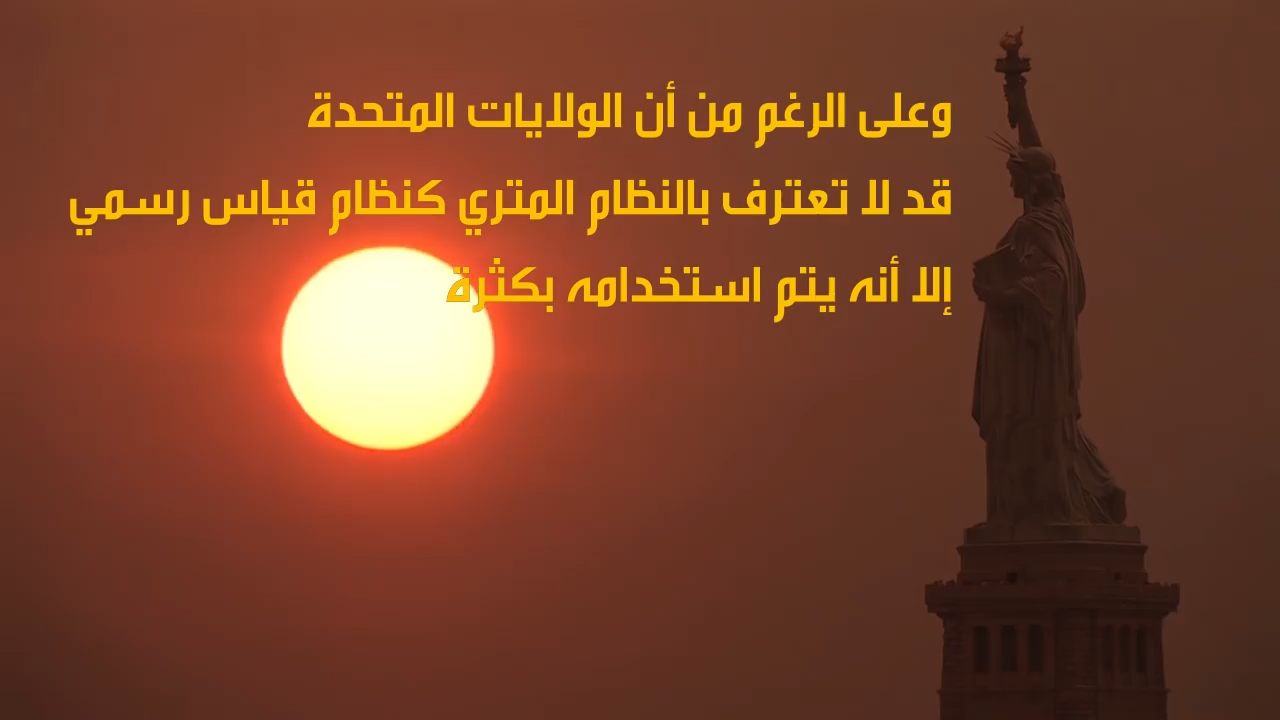 وعلى الرغم من أن الولايات المتحدة
قد لا تعترف بالنظام المتري كنظام قياس رسمي
إلا أنه يتم استخدامه بكثرة